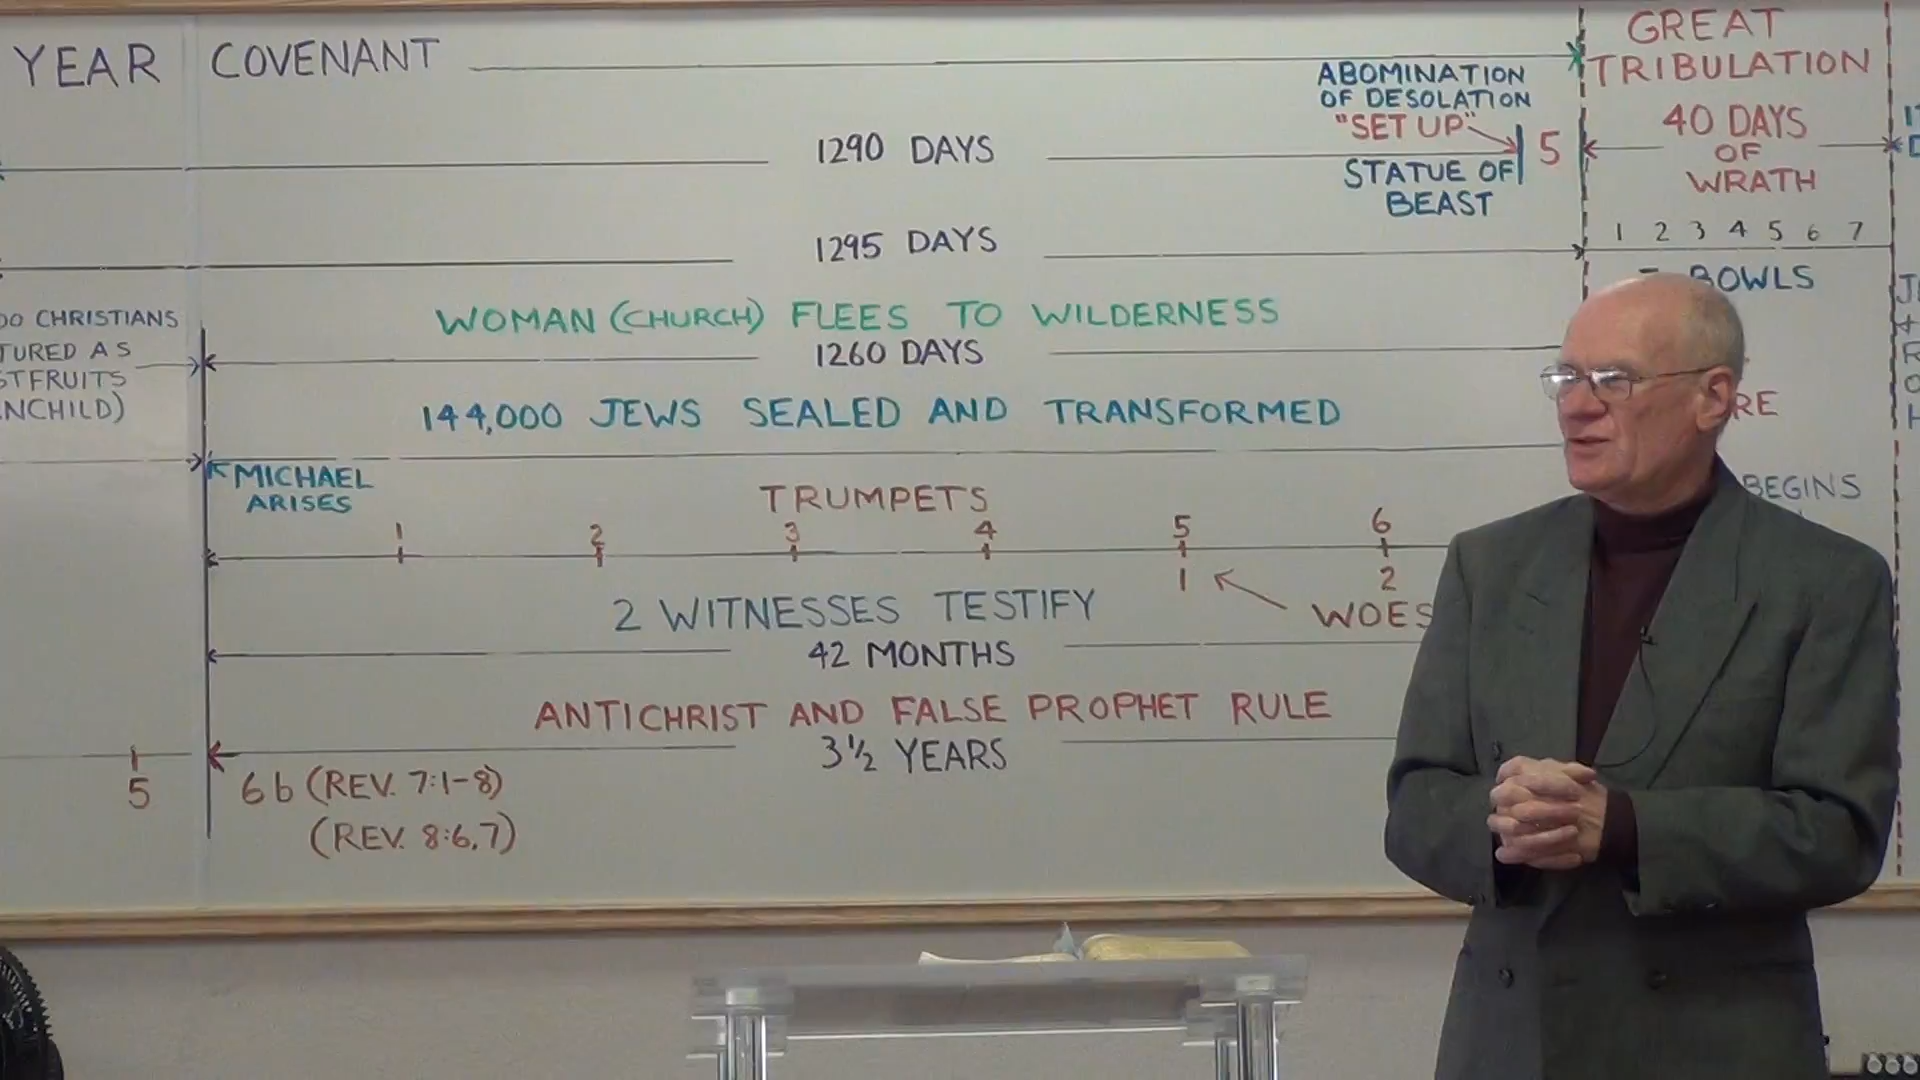 YEAR COVENANT
GREAT
TRIBULATION
ABOMINATION
OF DESOLATION
"SET UP"
STATUE OF
BEAST
5
40 DAYS
OF
WRATH
1290 DAYS
1295 DAYS
1 2 3 4 5 6 7
BOWLS
WOMAN (CHURCH) FLEES TO WILDERNESS
1260 DAYS
CHRISTIANS
AS
144,000 JEWS SEALED AND TRANSFORMED
MICHAEL
ARISES
BEGINS
TRUMPETS
1 2 3 4 5 6
1 2
WOES
2 WITNESSES TESTIFY
42 MONTHS
ANTICHRIST AND FALSE PROPHET RULE
3½ YEARS
5
6b (REV. 7:1-8)
(REV. 8:6,7)